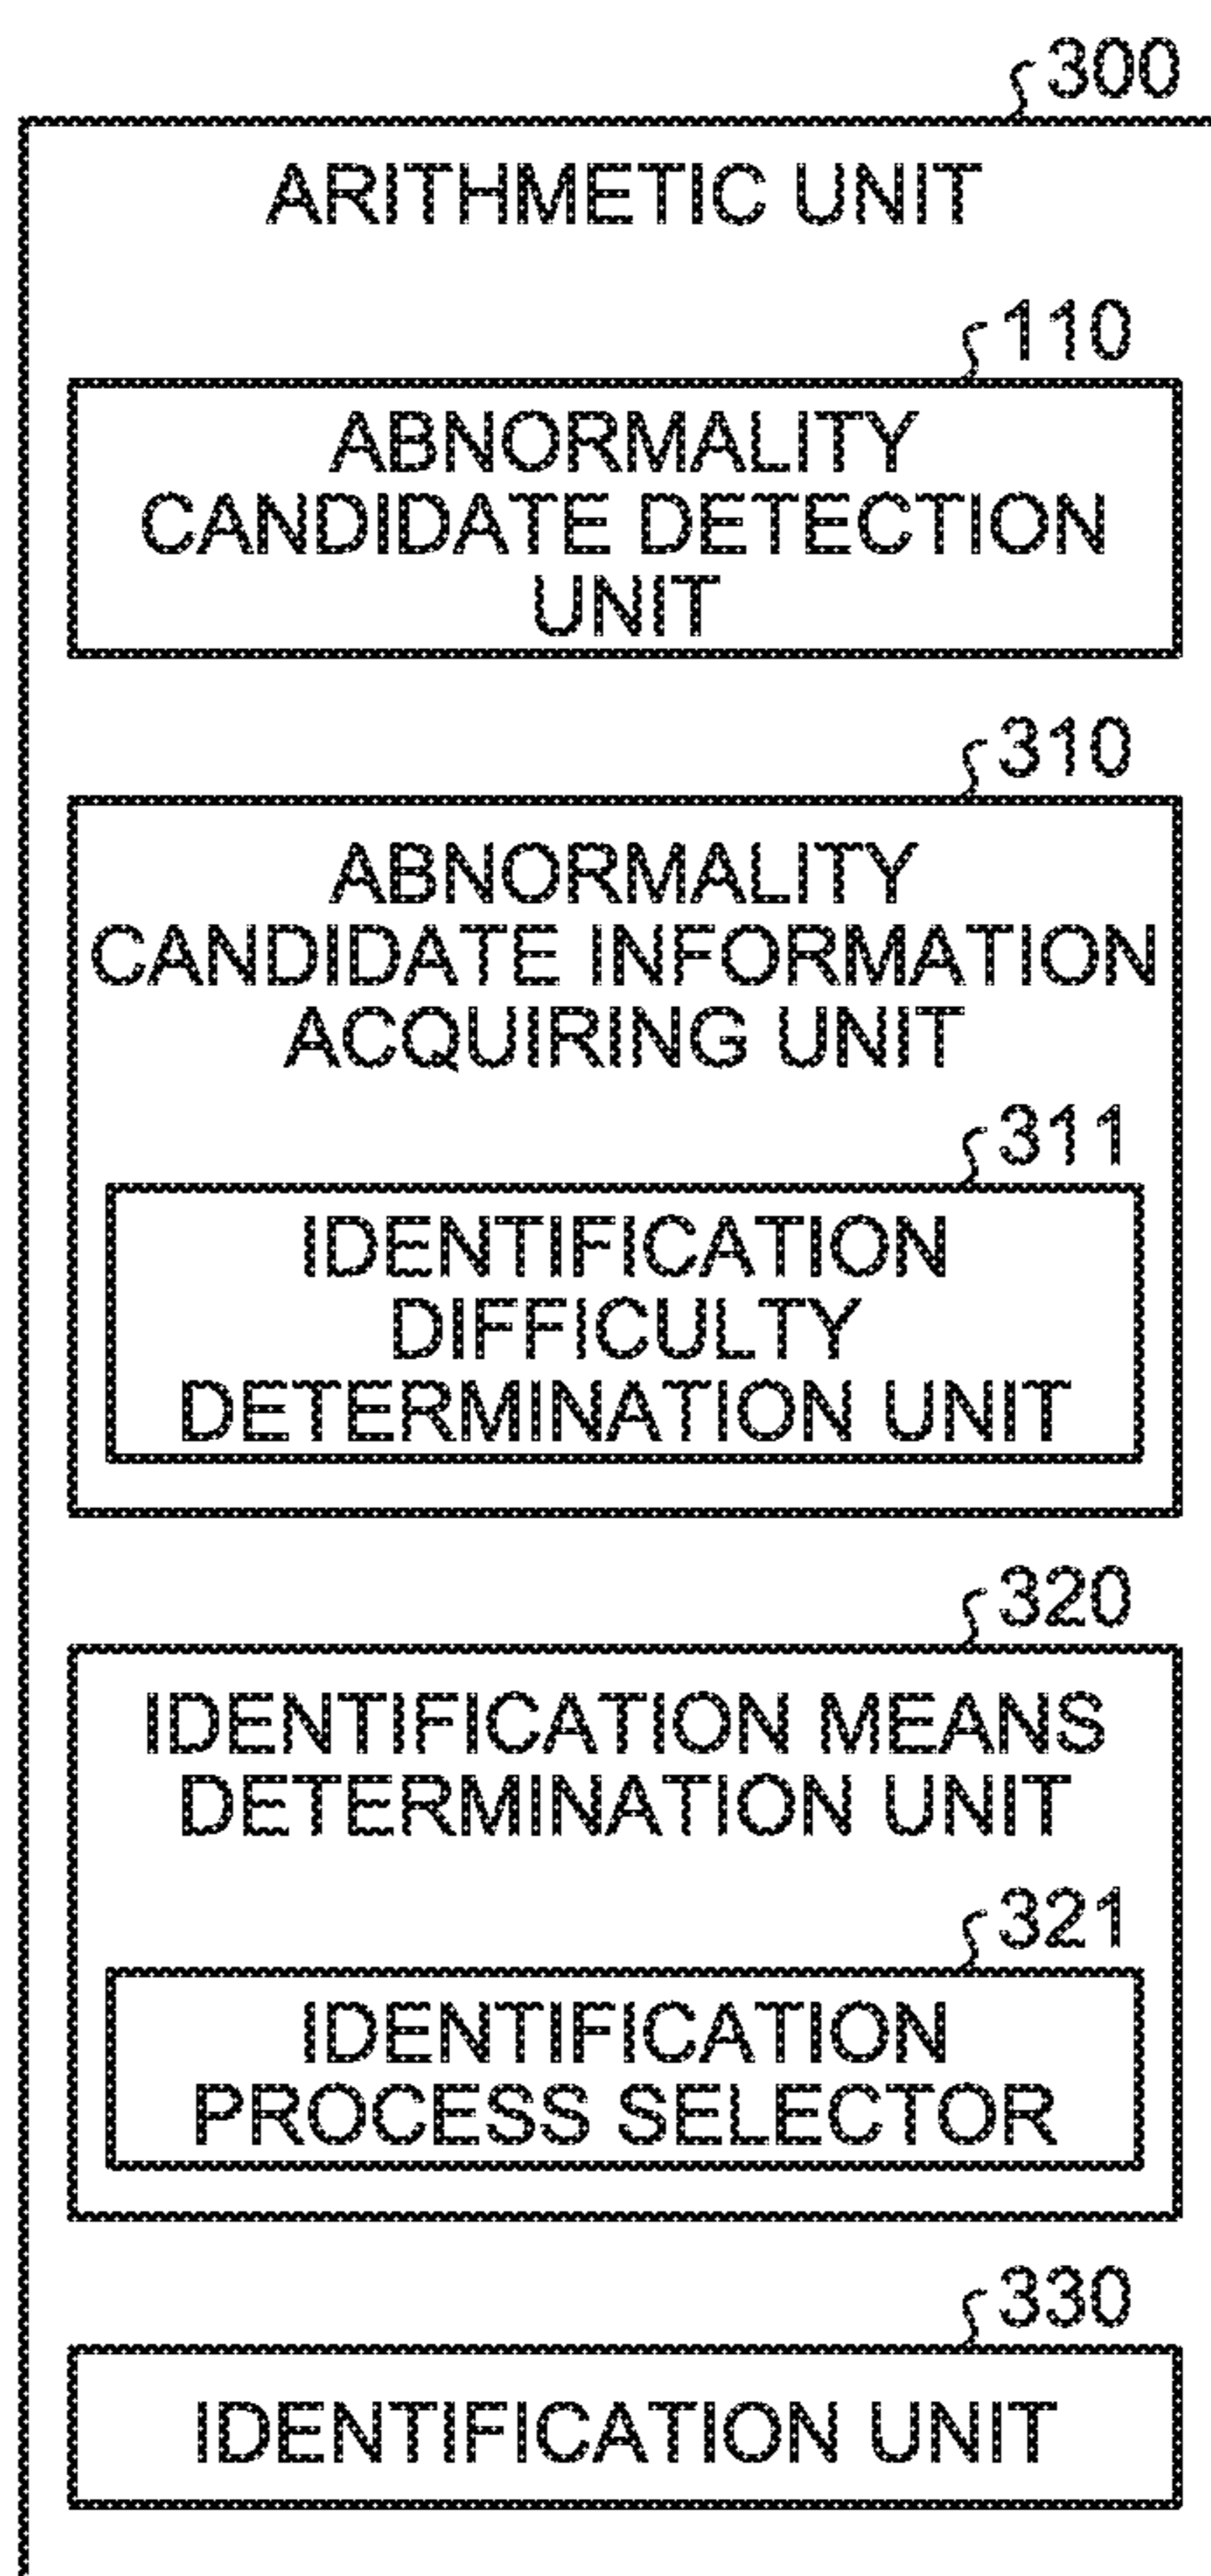 300
ARITHMETIC UNIT
110
ABNORMALITY
CANDIDATE DETECTION
UNIT
310
ABNORMALITY
CANDIDATE INFORMATION
ACQUIRING UNIT
311
IDENTIFICATION
DIFFICULTY
DETERMINATION UNIT
320
IDENTIFICATION MEANS
DETERMINATION UNIT
321
IDENTIFICATION
PROCESS SELECTOR
330
IDENTIFICATION UNIT